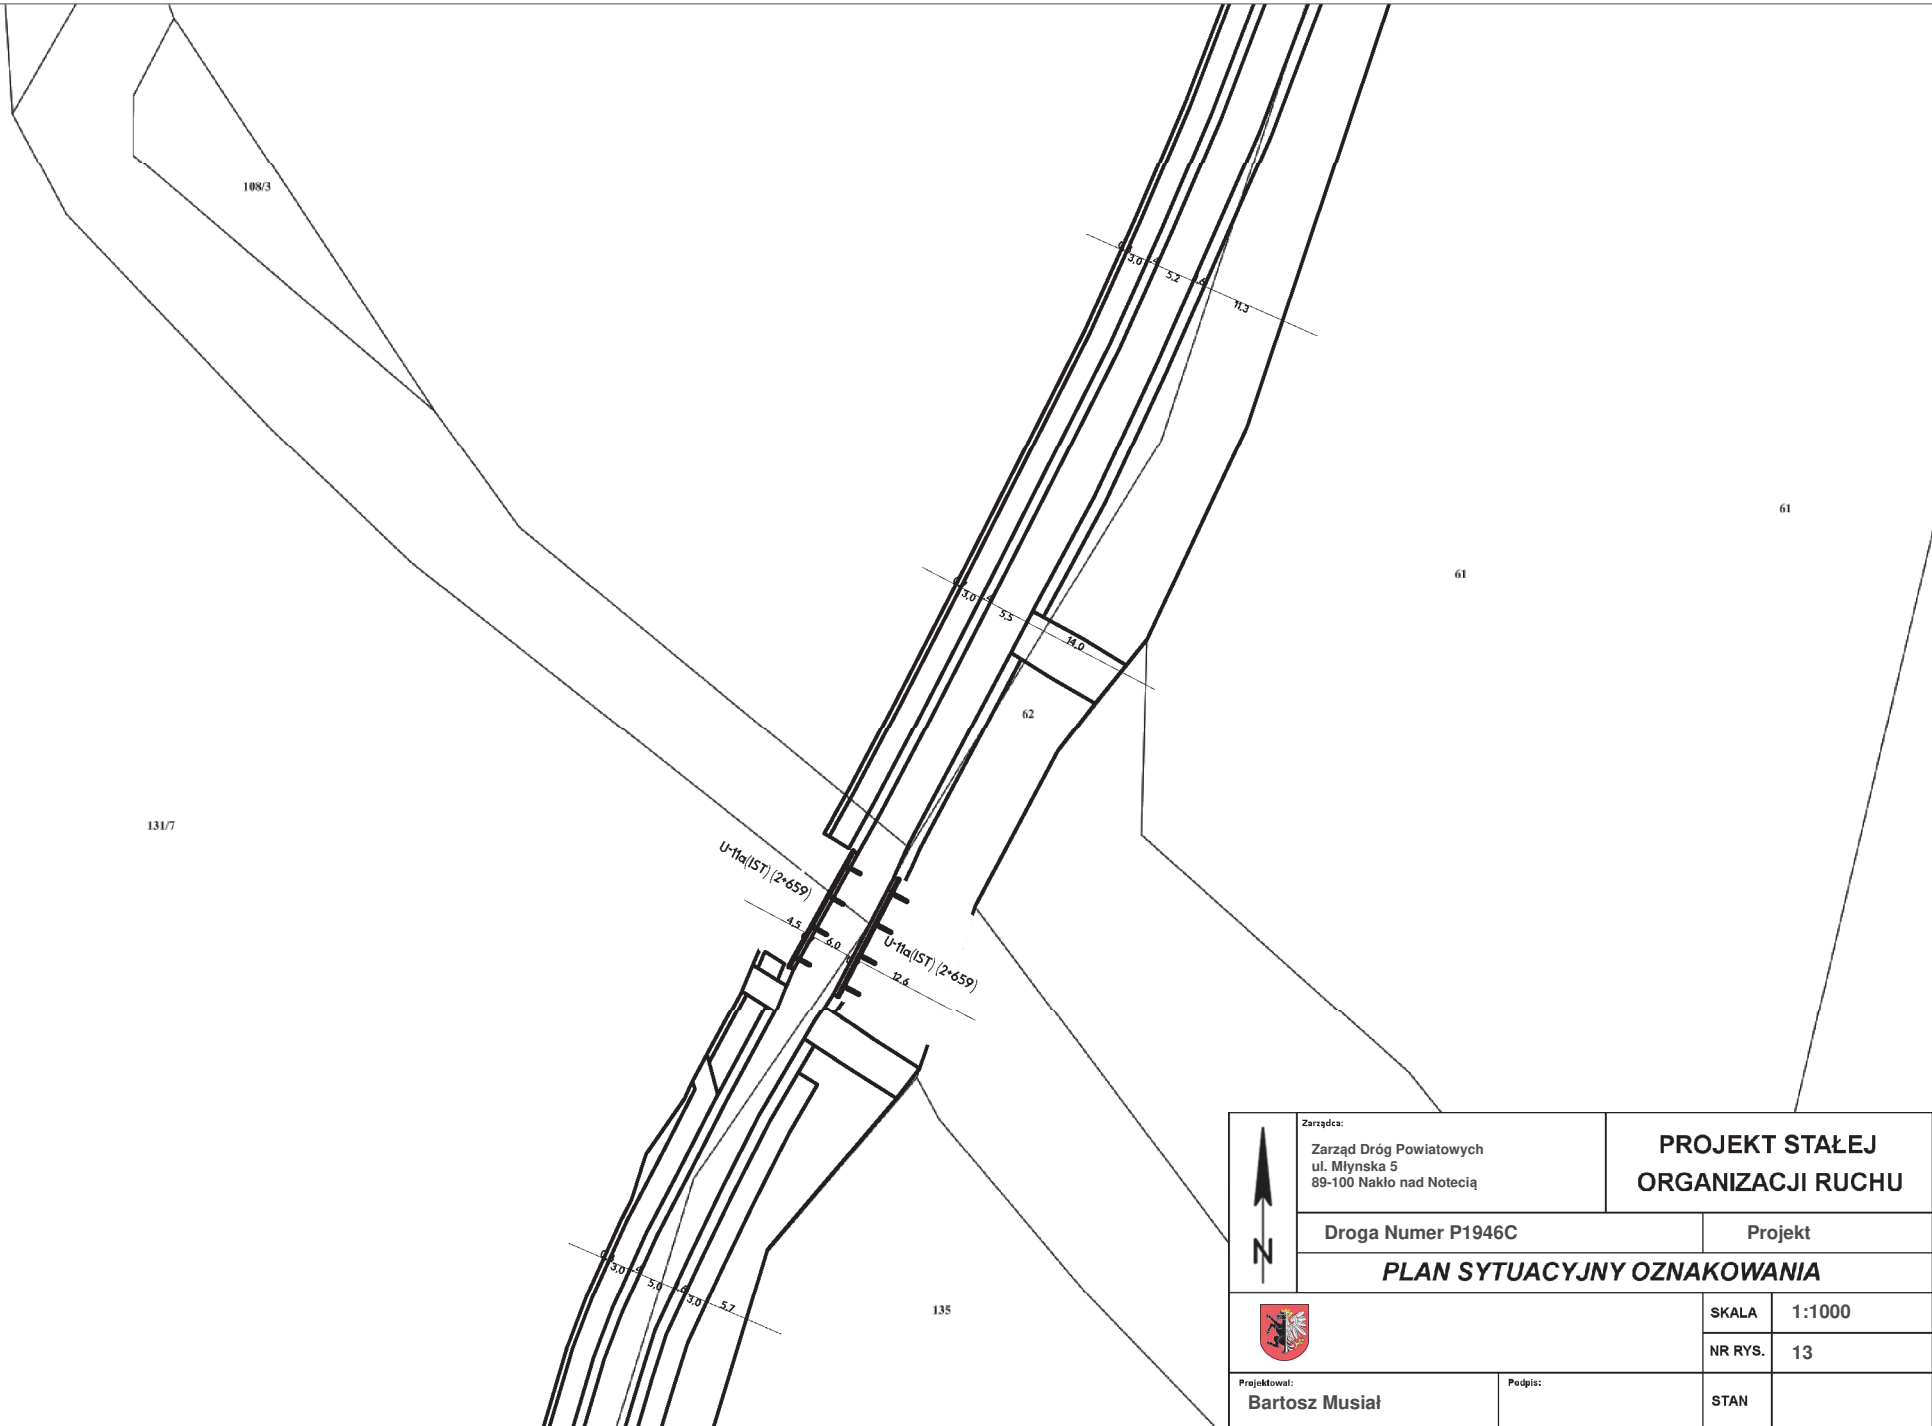 108/3
3,0
5,2
11,3
61
61
3,0
5,5
14,0
62
131/7
U-11a(IST) (2+659)
4,5
6,0
U-11a(IST) (2+659)
12,6
3,0
5,0
3,0
5,7
135
Zarządca:
Zarząd Dróg Powiatowych
ul. Młynska 5
89-100 Nakło nad Notecią
PROJEKT STAŁEJ
ORGANIZACJI RUCHU
N
Droga Numer P1946C
Projekt
PLAN SYTUACYJNY OZNAKOWANIA
SKALA
1:1000
NR RYS.
13
Projektował:
Bartosz Musiał
Podpis:
STAN